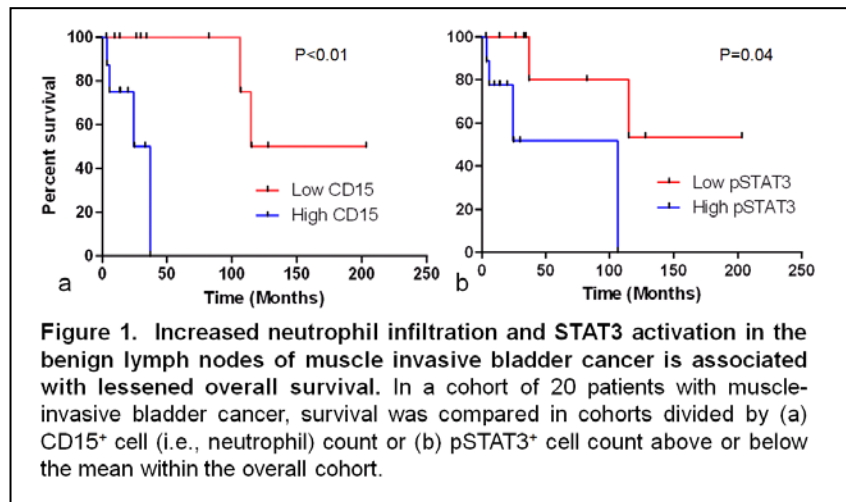 P<0.01
100
80
60
40
20
0
Percent survival
Low CD15
High CD15
0 50 100 150 200 250
a
Time (Months)
P=0.04
100
80
60
40
20
0
Low pSTAT3
High pSTAT3
0 50 100 150 200 250
b
Time (Months)
Figure 1. Increased neutrophil infiltration and STAT3 activation in the
benign lymph nodes of muscle invasive bladder cancer is associated
with lessened overall survival. In a cohort of 20 patients with muscle-
invasive bladder cancer, survival was compared in cohorts divided by (a)
CD15⁺ cell (i.e., neutrophil) count or (b) pSTAT3⁺ cell count above or below
the mean within the overall cohort.